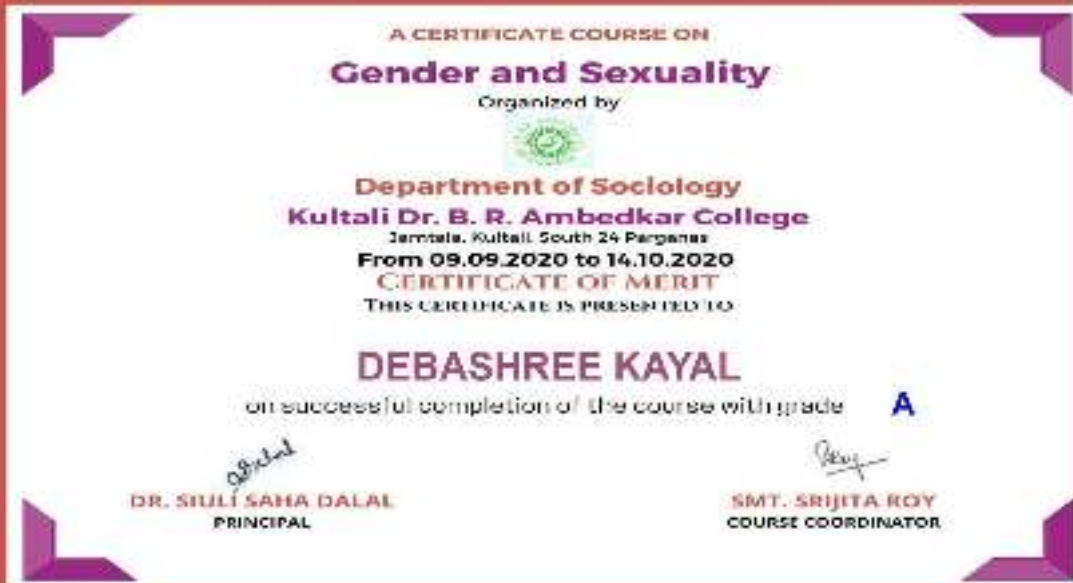 A CERTIFICATE COURSE ON
Gender and Sexuality
Organized by
Department of Sociology
Kultali Dr. B. R. Ambedkar College
Jamtala, Kultali, South 24 Parganas
From 09.09.2020 to 14.10.2020
CERTIFICATE OF MERIT
THIS CERTIFICATE IS PRESENTED TO
DEBASHREE KAYAL
on successful completion of the course with grade A
DR. SIULI SAHA DALAL
PRINCIPAL
SMT. SRIJITA ROY
COURSE COORDINATOR